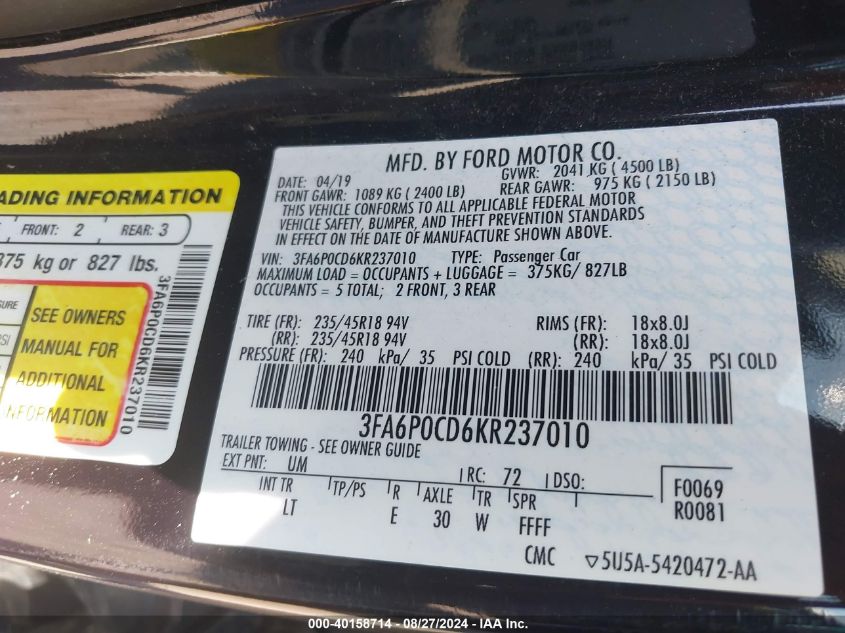 ADING INFORMATION
FRONT: 2 REAR: 3
375 kg or 827 lbs.
SURE
PSI
SEE OWNERS
MANUAL FOR
ADDITIONAL
INFORMATION
3FA6P0CD6KR237010
MFD. BY FORD MOTOR CO.
DATE: 04/19 GVWR: 2041 KG ( 4500 LB)
FRONT GAWR: 1089 KG ( 2400 LB) REAR GAWR: 975 KG ( 2150 LB)
THIS VEHICLE CONFORMS TO ALL APPLICABLE FEDERAL MOTOR
VEHICLE SAFETY, BUMPER, AND THEFT PREVENTION STANDARDS
IN EFFECT ON THE DATE OF MANUFACTURE SHOWN ABOVE.
VIN: 3FA6P0CD6KR237010 TYPE: Passenger Car
MAXIMUM LOAD = OCCUPANTS + LUGGAGE = 375KG/ 827LB
OCCUPANTS = 5 TOTAL; 2 FRONT, 3 REAR
TIRE (FR): 235/45R18 94V RIMS (FR): 18x8.0J
(RR): 235/45R18 94V (RR): 18x8.0J
PRESSURE (FR): 240 kPa/ 35 PSI COLD (RR): 240 kPa/ 35 PSI COLD
3FA6P0CD6KR237010
TRAILER TOWING - SEE OWNER GUIDE
EXT PNT: UM RC: 72 DSO: F0069
R0081
INT TR TP/PS R AXLE TR SPR
LT E 30 W FFFF
CMC ▽5U5A-5420472-AA
000-40158714 - 08/27/2024 - IAA Inc.